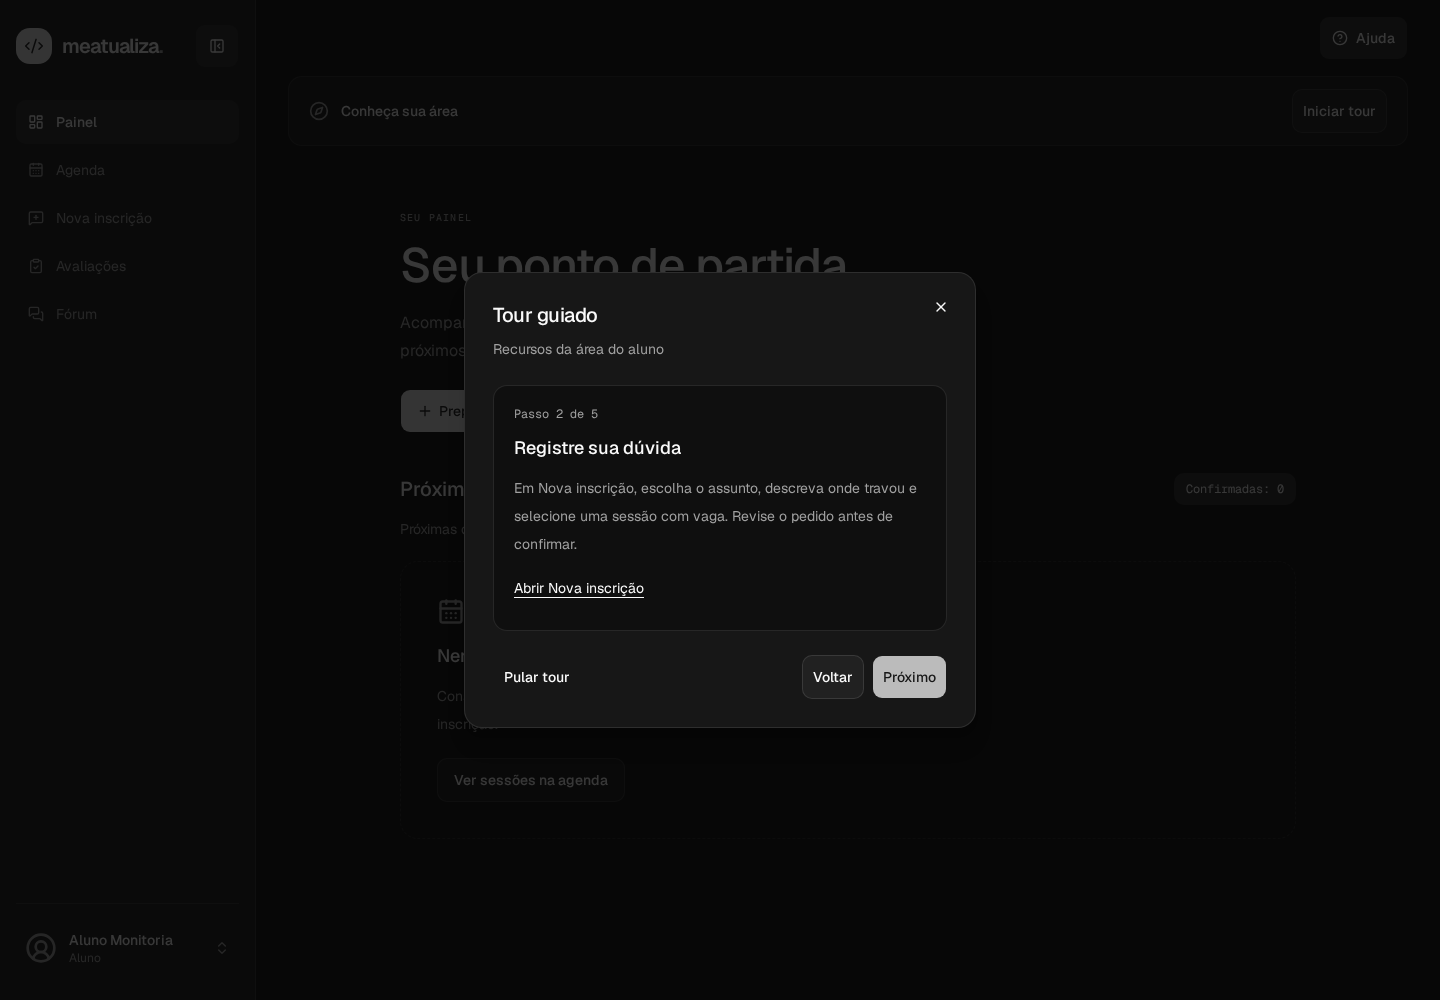 meatualiza.
Ajuda
Painel
Agenda
Nova inscrição
Avaliações
Fórum
Conheça sua área
Iniciar tour
SEU PAINEL
Seu ponto de partida
Tour guiado
Recursos da área do aluno
Passo 2 de 5
Registre sua dúvida
Em Nova inscrição, escolha o assunto, descreva onde travou e
selecione uma sessão com vaga. Revise o pedido antes de
confirmar.
Abrir Nova inscrição
Pular tour
Voltar
Próximo
próximos
Confirmadas: 0
Ver sessões na agenda
Aluno Monitoria
Aluno